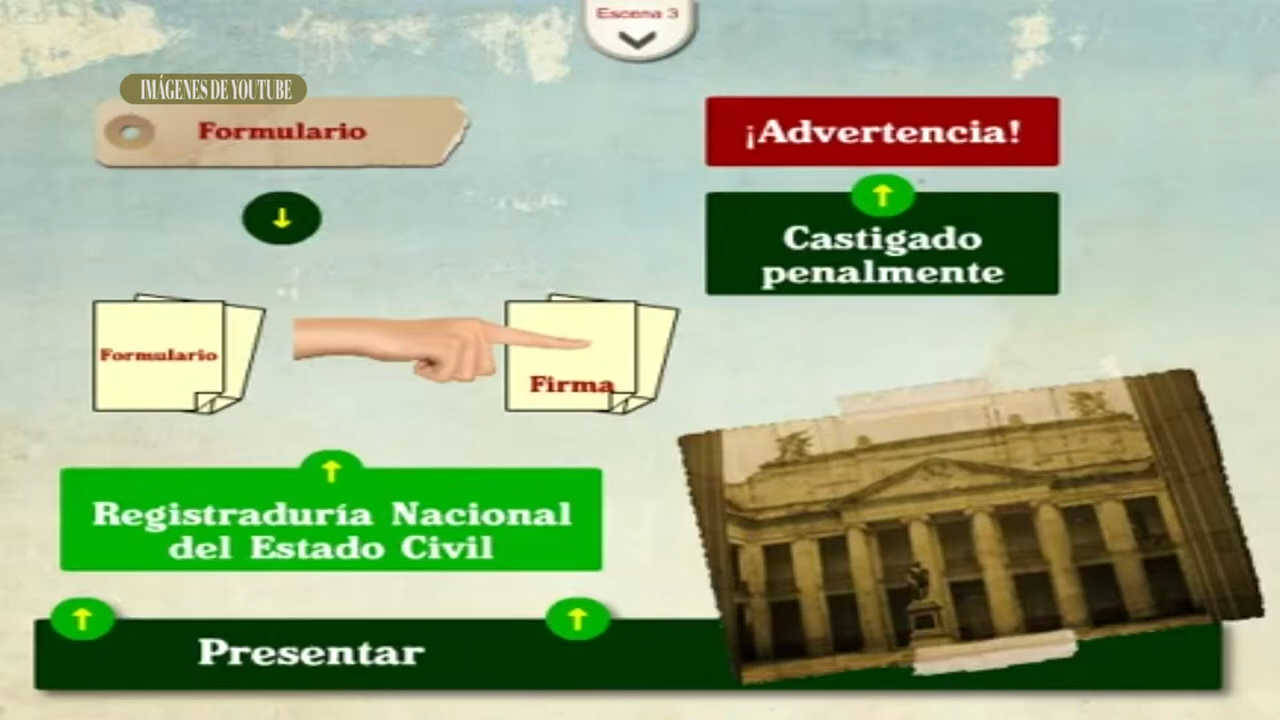 Escena 3
IMÁGENES DE YOUTUBE
Formulario
¡Advertencia!
Castigado
penalmente
Formulario
Firma
Registraduría Nacional
del Estado Civil
Presentar